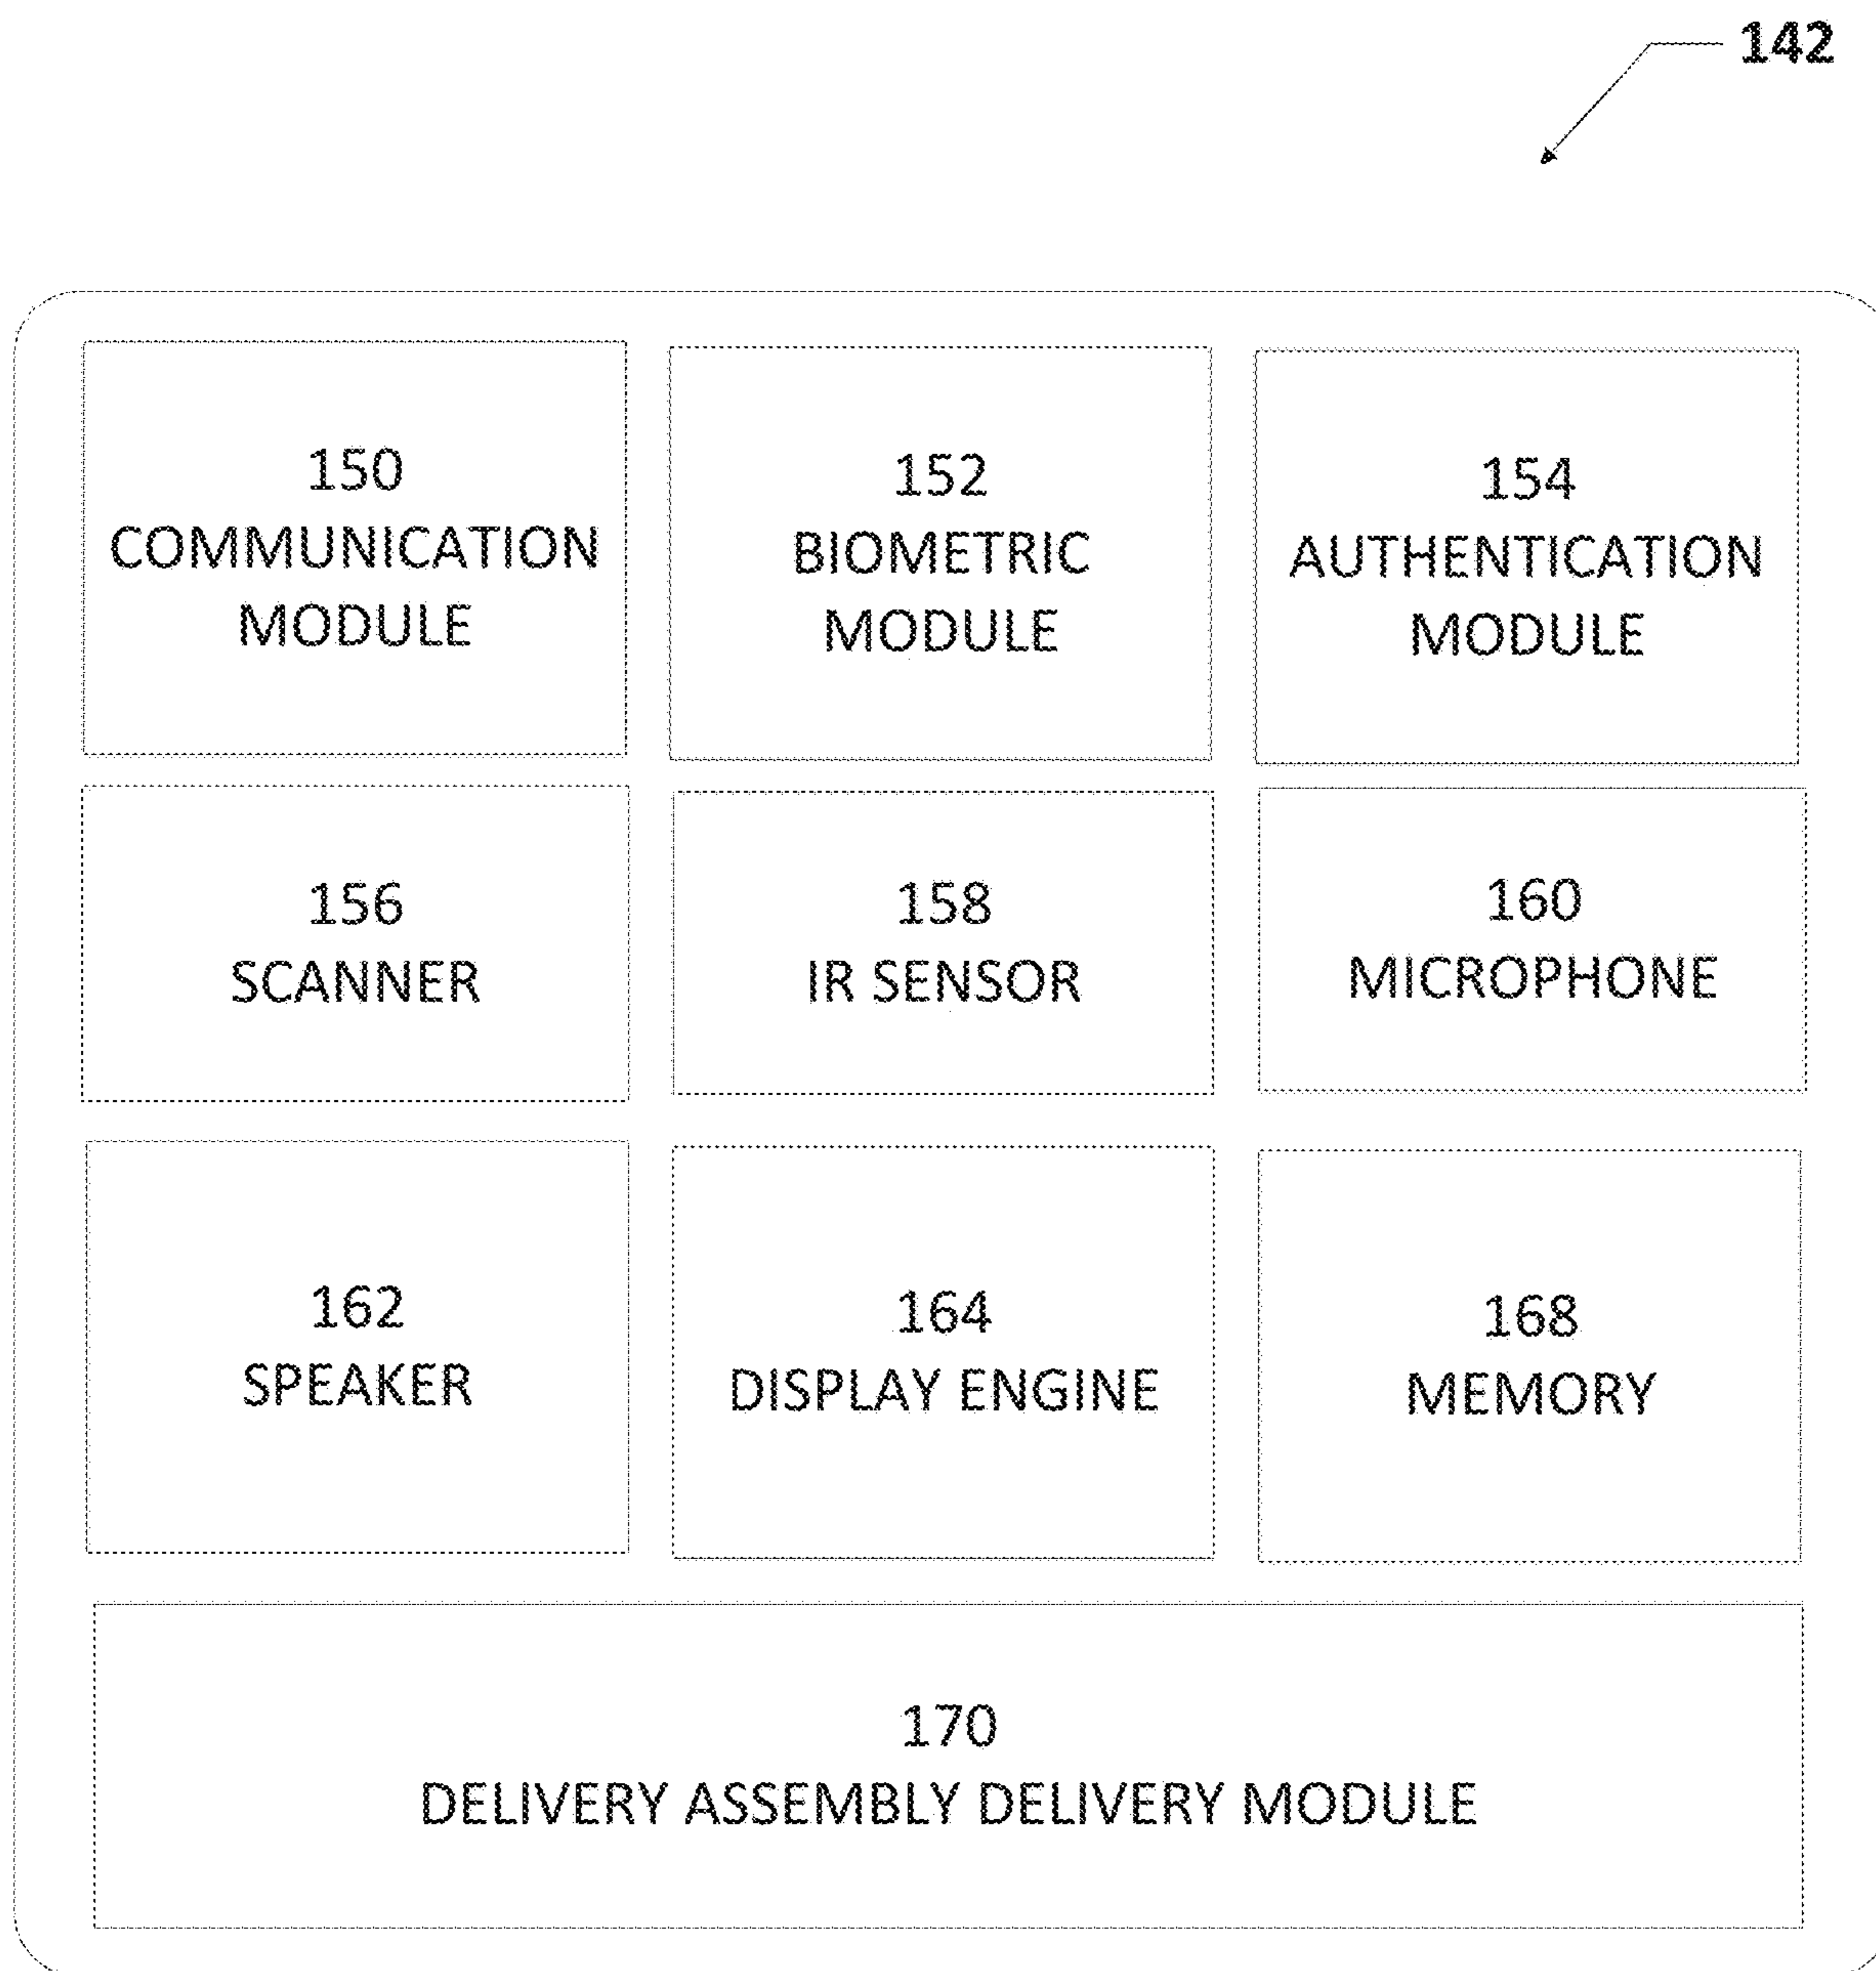 142
150
COMMUNICATION
MODULE
152
BIOMETRIC
MODULE
154
AUTHENTICATION
MODULE
156
SCANNER
158
IR SENSOR
160
MICROPHONE
162
SPEAKER
164
DISPLAY ENGINE
168
MEMORY
170
DELIVERY ASSEMBLY DELIVERY MODULE